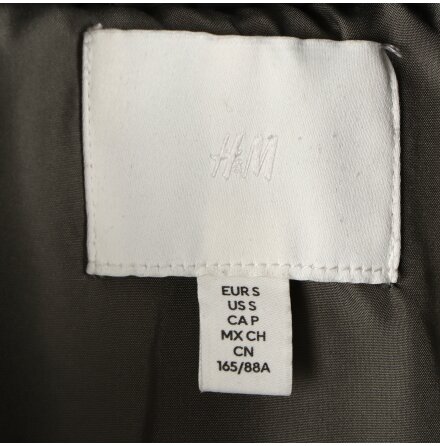 H&M
EUR S
US S
CA P
MX CH
CN
165/88A